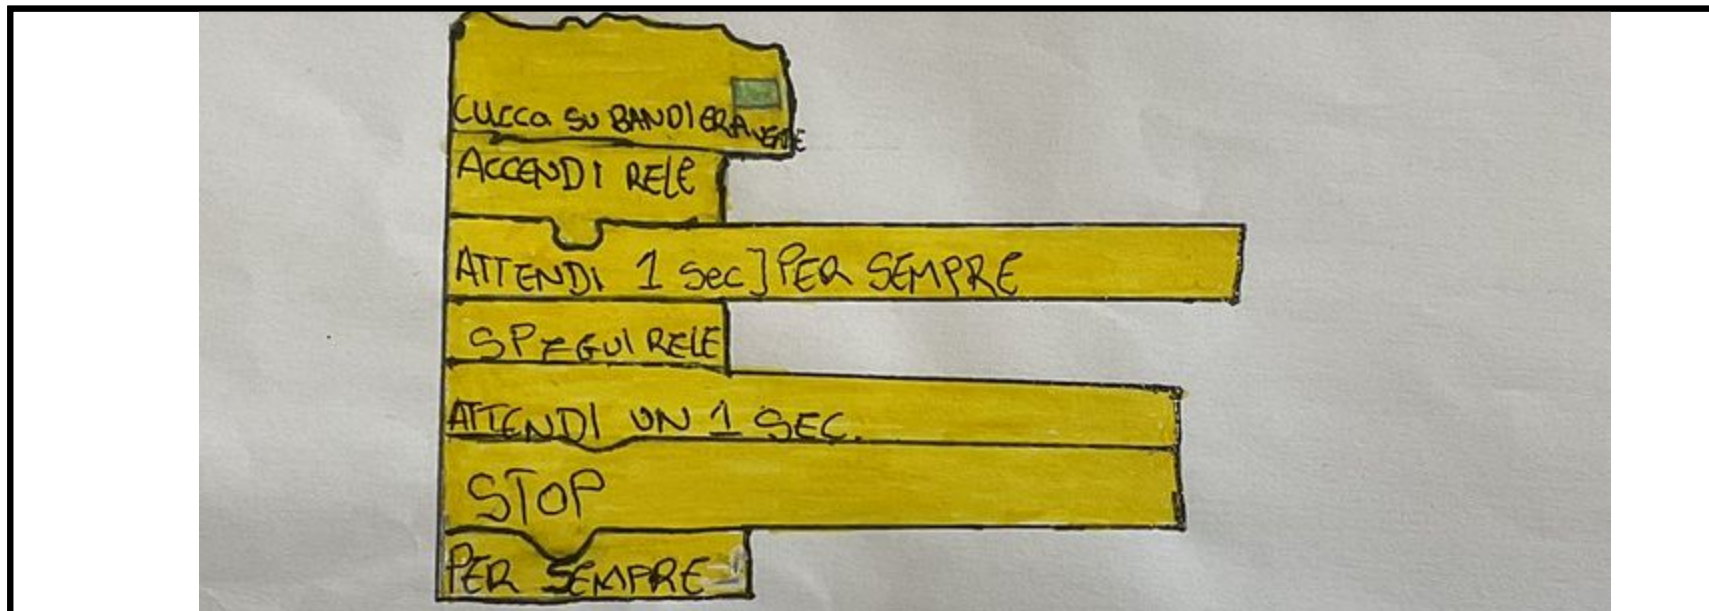 CLICCA SU BANDIERA VERDE
ACCENDI RELE
ATTENDI 1 Sec] PER SEMPRE
SPEGNI RELE
ATTENDI UN 1 SEC.
STOP
PER SEMPRE